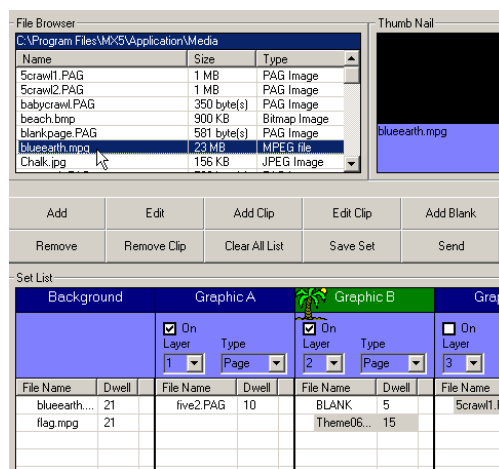 File Browser
Thumb Nail
C:\Program Files\MX5\Application\Media
Name Size Type
5crawl1.PAG 1 MB PAG Image
5crawl2.PAG 1 MB PAG Image
babycrawl.PAG 350 byte(s) PAG Image
beach.bmp 900 KB Bitmap Image
blankpage.PAG 581 byte(s) PAG Image
blueearth.mpg 23 MB MPEG file
Chalk.jpg 156 KB JPEG Image
blueearth.mpg
Add Edit Add Clip Edit Clip Add Blank
Remove Remove Clip Clear All List Save Set Send
Set List
Background Graphic A Graphic B Grap
On On On
Layer Type Layer Type Layer
1 Page 2 Page 3
File Name Dwell File Name Dwell File Name Dwell File Name
blueearth.... 21 five2.PAG 10 BLANK 5 5crawl1.
flag.mpg 21 Theme06... 15